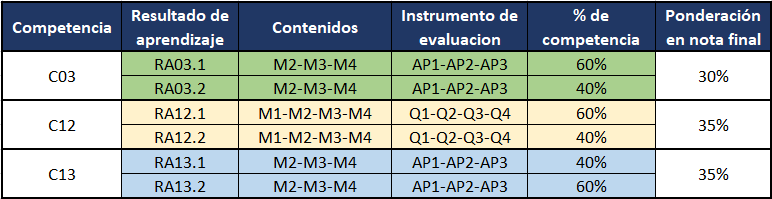 Competencia Resultado de aprendizaje Contenidos Instrumento de evaluacion % de competencia Ponderación en nota final
C03 RA03.1 M2-M3-M4 AP1-AP2-AP3 60% 30%
RA03.2 M2-M3-M4 AP1-AP2-AP3 40%
C12 RA12.1 M1-M2-M3-M4 Q1-Q2-Q3-Q4 60% 35%
RA12.2 M1-M2-M3-M4 Q1-Q2-Q3-Q4 40%
C13 RA13.1 M2-M3-M4 AP1-AP2-AP3 40% 35%
RA13.2 M2-M3-M4 AP1-AP2-AP3 60%